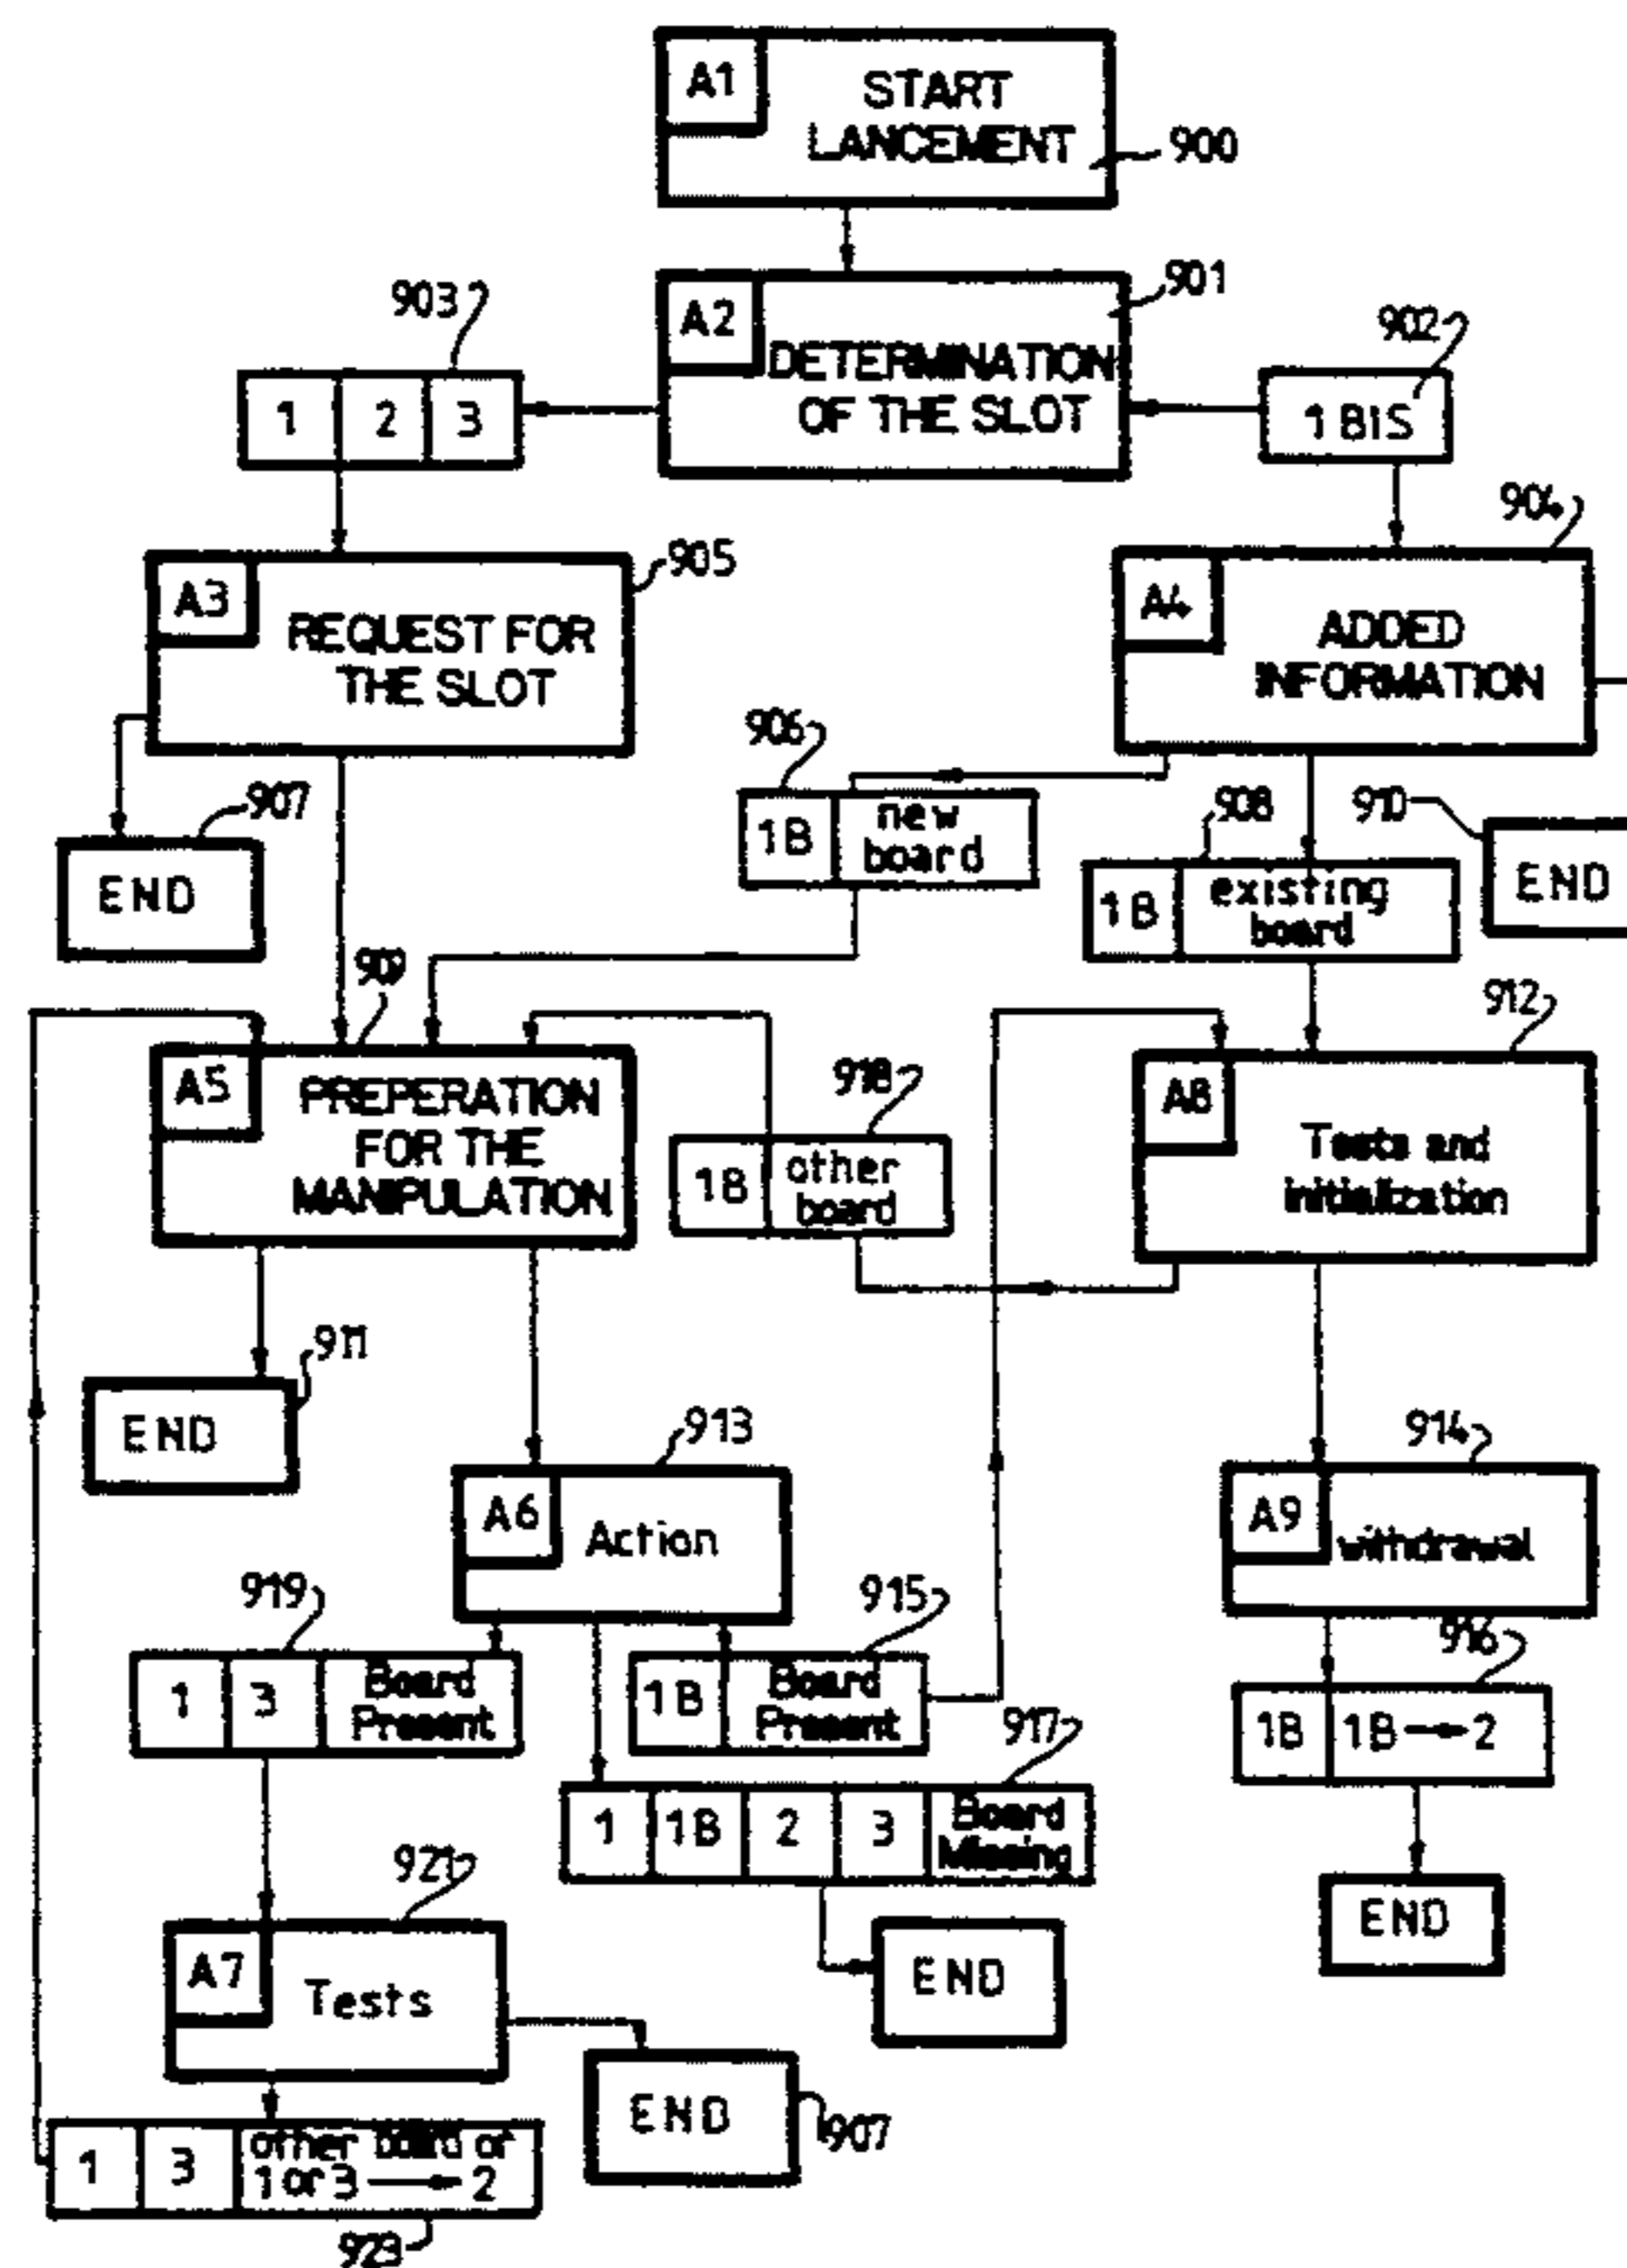 A1
START
LANCEMENT
900
901
A2
DETERMINATION
OF THE SLOT
903
1 2 3
902
1 BIS
904
905
A3
REQUEST FOR
THE SLOT
A4
ADDED
INFORMATION
906
1B new
board
907
END
908
1B existing
board
910
END
909
A5
PREPERATION
FOR THE
MANIPULATION
918
1B other
board
912
A8
Tests and
initialization
911
END
913
A6
Action
914
A9
withdrawal
919
1 3 Board
Present
915
1B Board
Present
916
1B 1B → 2
917
1 1B 2 3 Board
Missing
END
END
921
A7
Tests
END
907
1 3 other board or
1 or 3 → 2
923